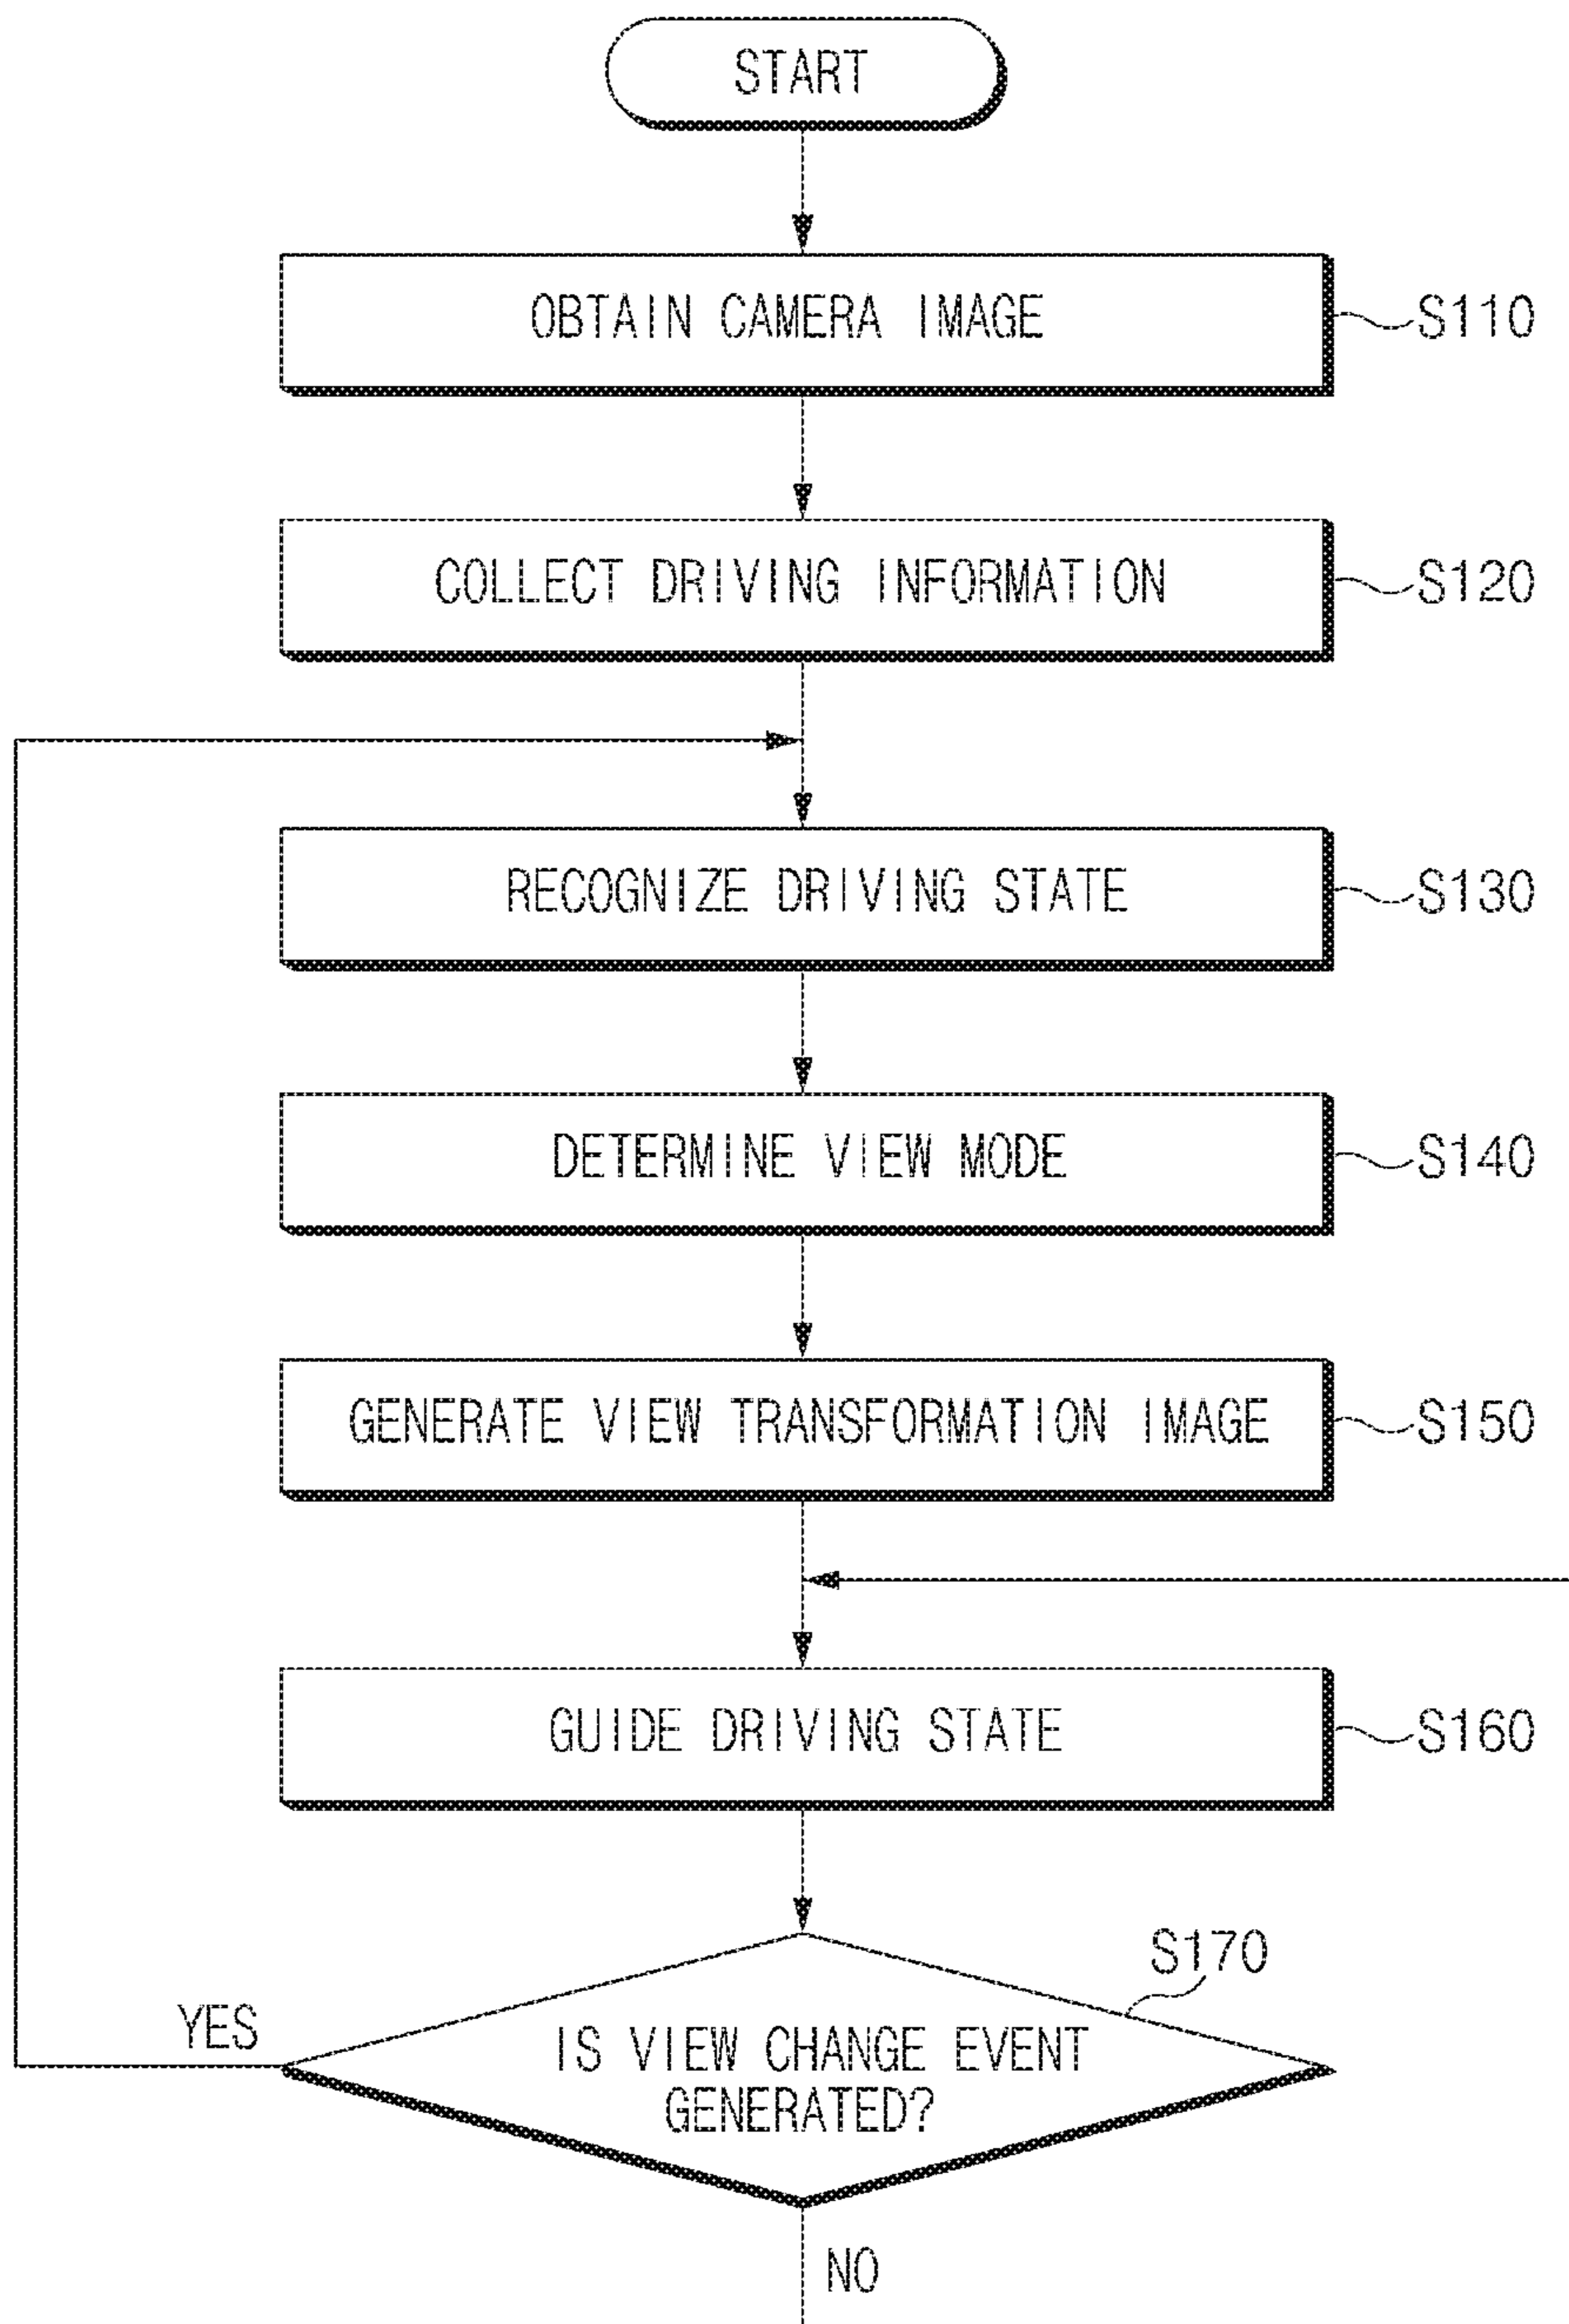 START
OBTAIN CAMERA IMAGE
S110
COLLECT DRIVING INFORMATION
S120
RECOGNIZE DRIVING STATE
S130
DETERMINE VIEW MODE
S140
GENERATE VIEW TRANSFORMATION IMAGE
S150
GUIDE DRIVING STATE
S160
S170
YES
IS VIEW CHANGE EVENT
GENERATED?
NO